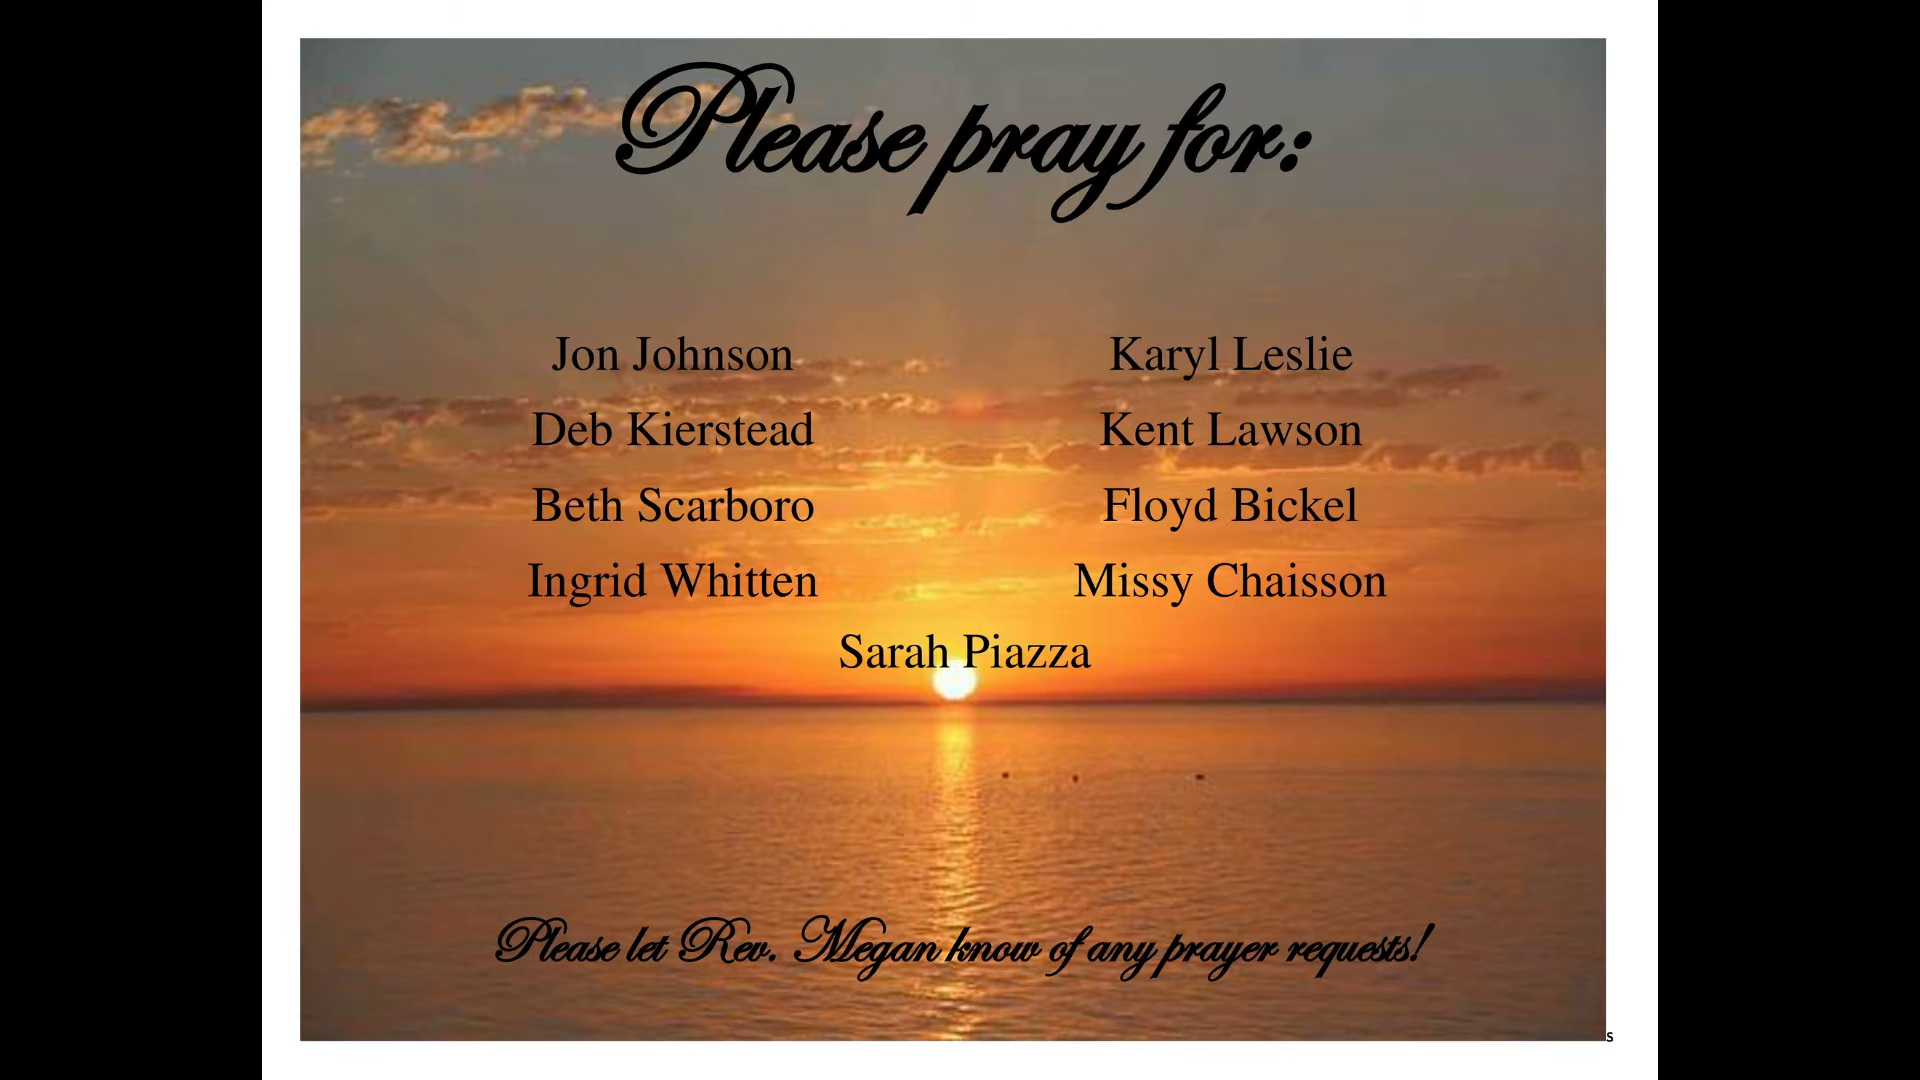 Please pray for:
Jon Johnson
Karyl Leslie
Deb Kierstead
Kent Lawson
Beth Scarboro
Floyd Bickel
Ingrid Whitten
Missy Chaisson
Sarah Piazza
Please let Rev. Megan know of any prayer requests!
s